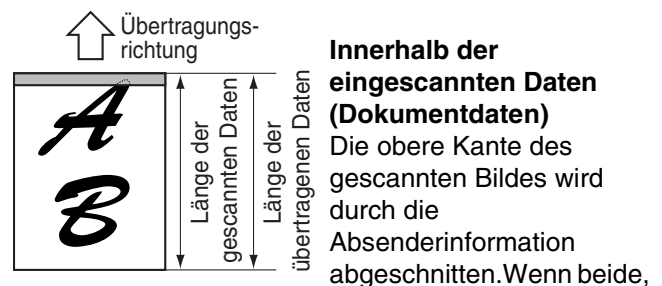 Übertragungs-
richtung
A
B
Länge der
gescannten Daten
Länge der
übertragenen Daten
Innerhalb der
eingescannten Daten
(Dokumentdaten)
Die obere Kante des
gescannten Bildes wird
durch die
Absenderinformation
abgeschnitten.Wenn beide,